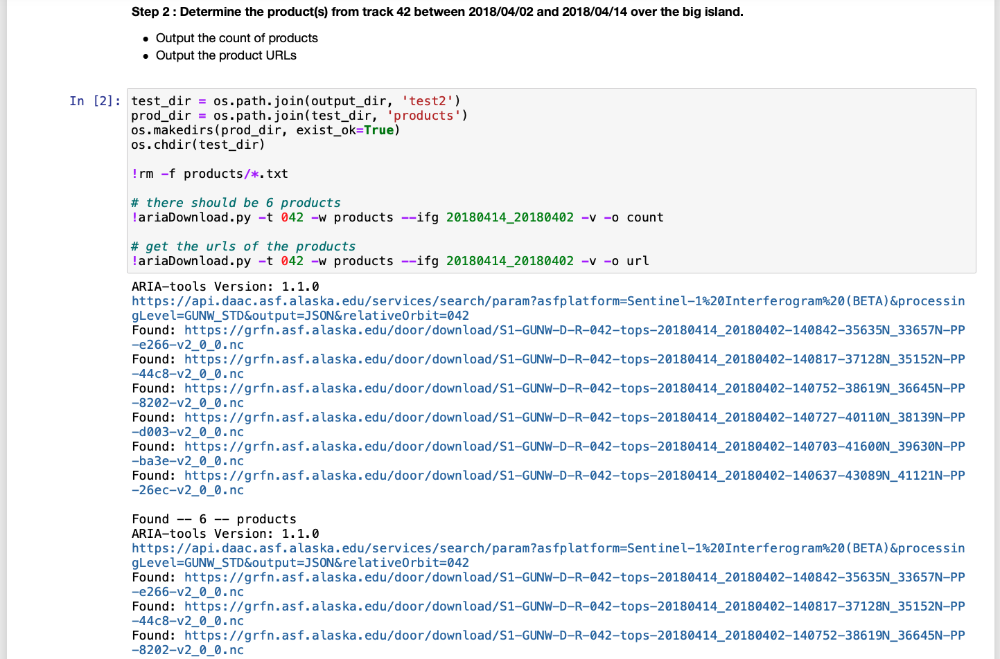 Step 2 : Determine the product(s) from track 42 between 2018/04/02 and 2018/04/14 over the big island.
• Output the count of products
• Output the product URLs
In [2]:
test_dir = os.path.join(output_dir, 'test2')
prod_dir = os.path.join(test_dir, 'products')
os.makedirs(prod_dir, exist_ok=True)
os.chdir(test_dir)
!rm -f products/*.txt
# there should be 6 products
!ariaDownload.py -t 042 -w products --ifg 20180414_20180402 -v -o count
# get the urls of the products
!ariaDownload.py -t 042 -w products --ifg 20180414_20180402 -v -o url
ARIA-tools Version: 1.1.0
https://api.daac.asf.alaska.edu/services/search/param?asfplatform=Sentinel-1%20Interferogram%20(BETA)&processin
gLevel=GUNW_STD&output=JSON&relativeOrbit=042
Found: https://grfn.asf.alaska.edu/door/download/S1-GUNW-D-R-042-tops-20180414_20180402-140842-35635N_33657N-PP
-e266-v2_0_0.nc
Found: https://grfn.asf.alaska.edu/door/download/S1-GUNW-D-R-042-tops-20180414_20180402-140817-37128N_35152N-PP
-44c8-v2_0_0.nc
Found: https://grfn.asf.alaska.edu/door/download/S1-GUNW-D-R-042-tops-20180414_20180402-140752-38619N_36645N-PP
-8202-v2_0_0.nc
Found: https://grfn.asf.alaska.edu/door/download/S1-GUNW-D-R-042-tops-20180414_20180402-140727-40110N_38139N-PP
-d003-v2_0_0.nc
Found: https://grfn.asf.alaska.edu/door/download/S1-GUNW-D-R-042-tops-20180414_20180402-140703-41600N_39630N-PP
-ba3e-v2_0_0.nc
Found: https://grfn.asf.alaska.edu/door/download/S1-GUNW-D-R-042-tops-20180414_20180402-140637-43089N_41121N-PP
-26ec-v2_0_0.nc
Found -- 6 -- products
ARIA-tools Version: 1.1.0
https://api.daac.asf.alaska.edu/services/search/param?asfplatform=Sentinel-1%20Interferogram%20(BETA)&processin
gLevel=GUNW_STD&output=JSON&relativeOrbit=042
Found: https://grfn.asf.alaska.edu/door/download/S1-GUNW-D-R-042-tops-20180414_20180402-140842-35635N_33657N-PP
-e266-v2_0_0.nc
Found: https://grfn.asf.alaska.edu/door/download/S1-GUNW-D-R-042-tops-20180414_20180402-140817-37128N_35152N-PP
-44c8-v2_0_0.nc
Found: https://grfn.asf.alaska.edu/door/download/S1-GUNW-D-R-042-tops-20180414_20180402-140752-38619N_36645N-PP
-8202-v2_0_0.nc